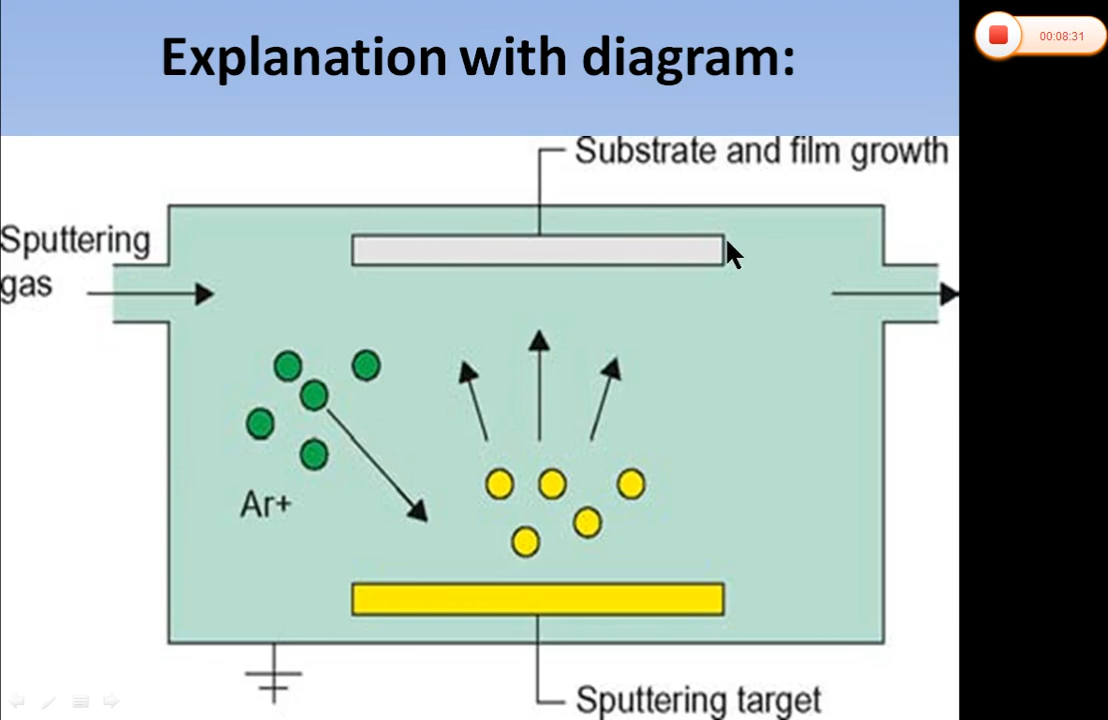 Explanation with diagram:
00:08:31
Substrate and film growth
Sputtering
gas
Ar+
Sputtering target